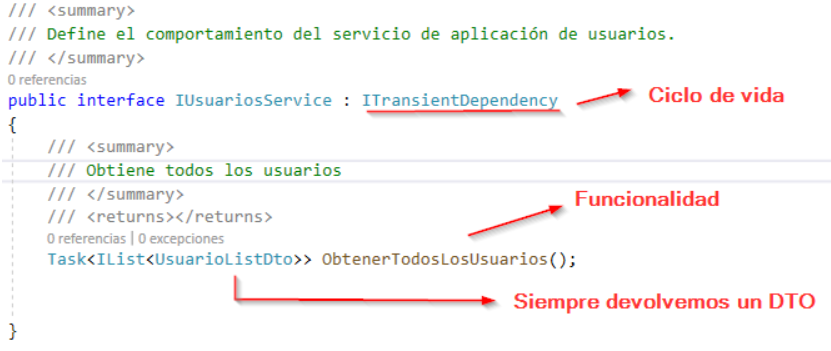 /// <summary>
/// Define el comportamiento del servicio de aplicación de usuarios.
/// </summary>
0 referencias
public interface IUsuariosService : ITransientDependency
Ciclo de vida
{
/// <summary>
/// Obtiene todos los usuarios
/// </summary>
/// <returns></returns>
Funcionalidad
0 referencias | 0 excepciones
Task<IList<UsuarioListDto>> ObtenerTodosLosUsuarios();
Siempre devolvemos un DTO
}